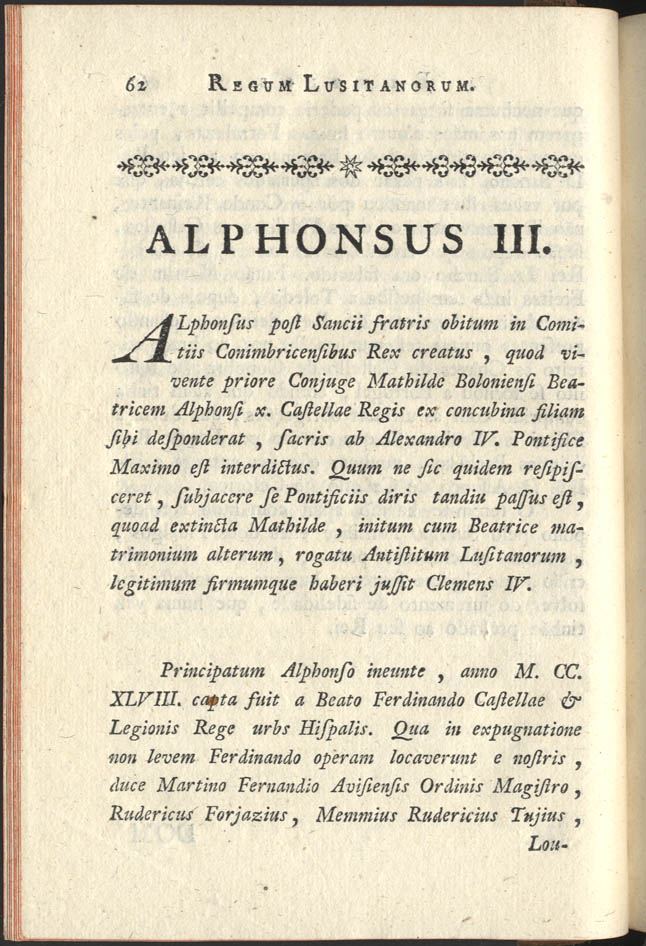 62 REGUM LUSITANORUM.
ALPHONSUS III.
ALphonſus poſt Sancii fratris obitum in Comi-
tiis Conimbricenſibus Rex creatus , quod vi-
vente priore Conjuge Mathilde Bolonienſi Bea-
tricem Alphonſi x. Caſtellae Regis ex concubina filiam
ſibi deſponderat , ſacris ab Alexandro IV. Pontifice
Maximo eſt interdictus. Quum ne ſic quidem reſipiſ-
ceret , ſubjacere ſe Pontificiis diris tandiu paſſus eſt ,
quoad extincta Mathilde , initum cum Beatrice ma-
trimonium alterum , rogatu Antiſtitum Luſitanorum ,
legitimum firmumque haberi juſſit Clemens IV.
Principatum Alphonſo ineunte , anno M. CC.
XLVIII. capta fuit a Beato Ferdinando Caſtellae &
Legionis Rege urbs Hiſpalis. Qua in expugnatione
non levem Ferdinando operam locaverunt e noſtris ,
duce Martino Fernandio Aviſienſis Ordinis Magiſtro ,
Rudericus Forjazius , Memmius Rudericius Tujius ,
Lou-